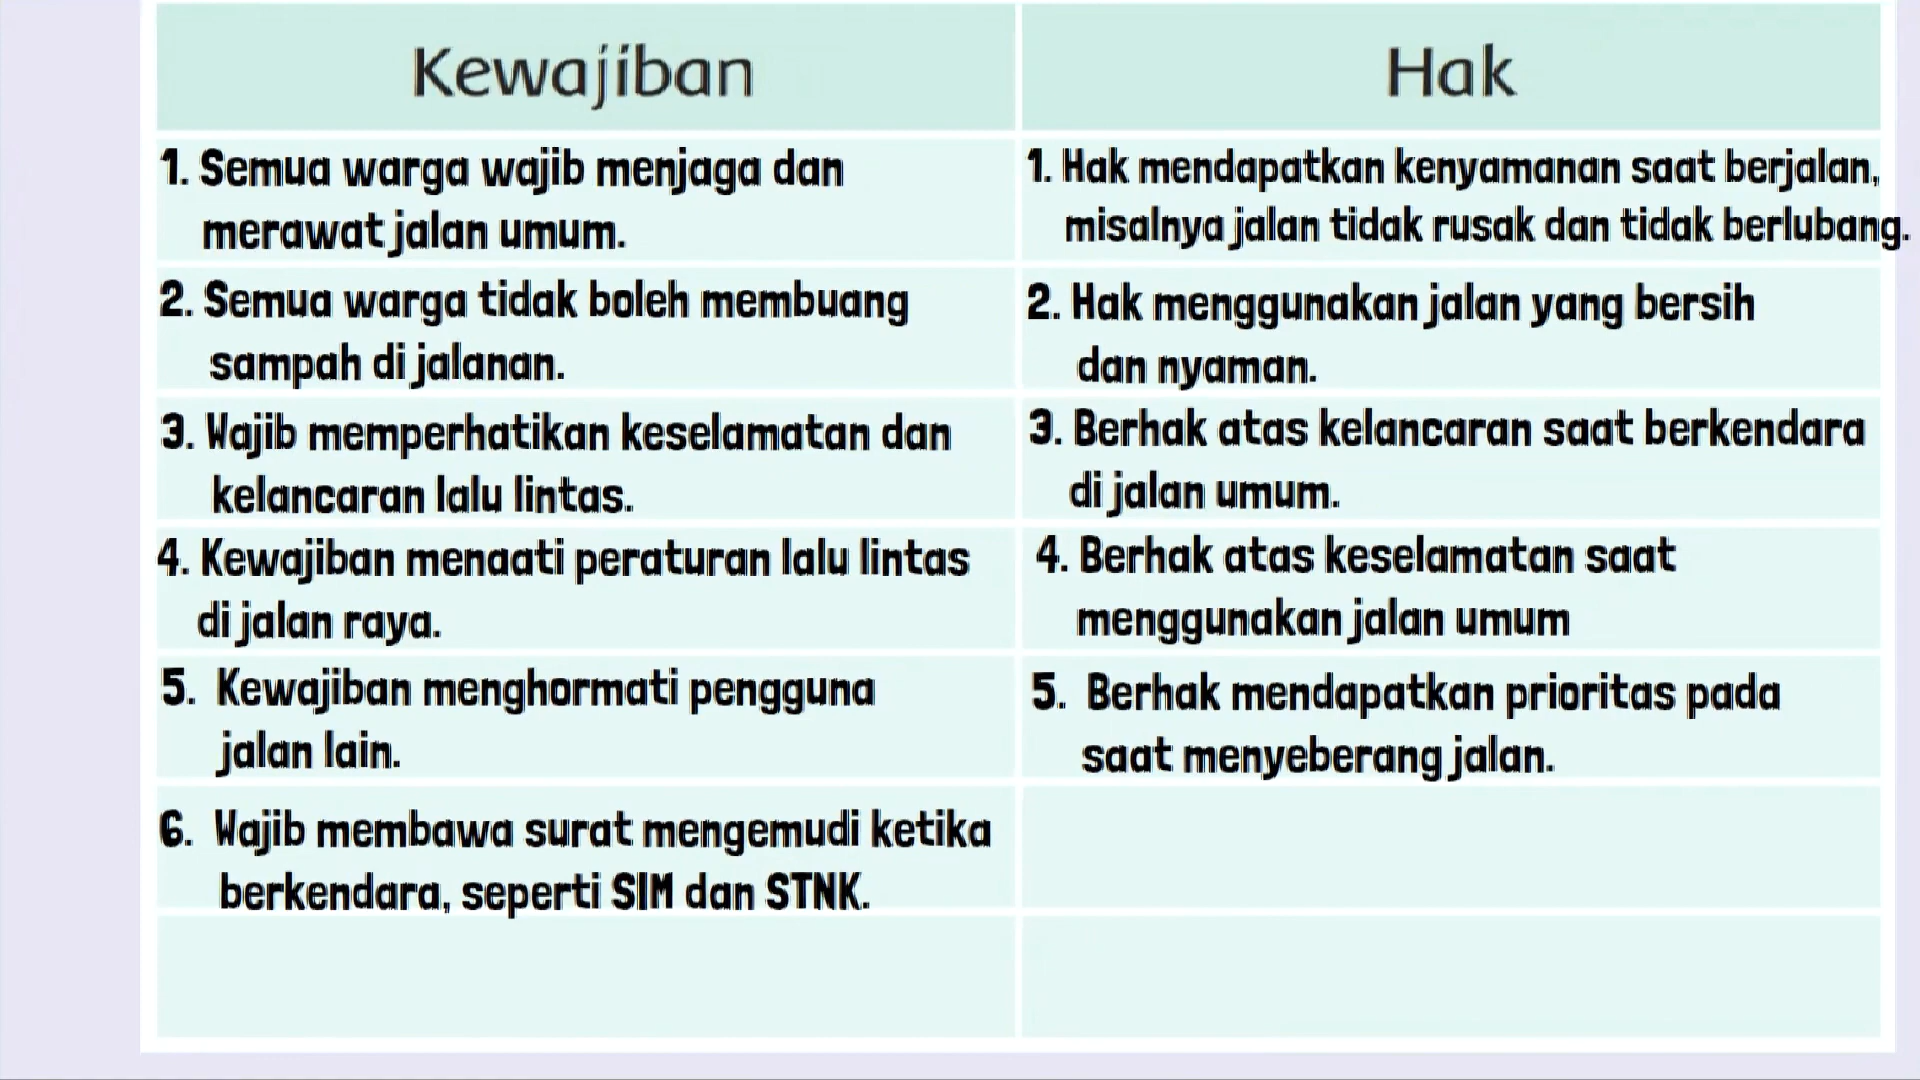 Kewajiban
Hak
1. Semua warga wajib menjaga dan
merawat jalan umum.
1. Hak mendapatkan kenyamanan saat berjalan,
misalnya jalan tidak rusak dan tidak berlubang.
2. Semua warga tidak boleh membuang
sampah di jalanan.
2. Hak menggunakan jalan yang bersih
dan nyaman.
3. Wajib memperhatikan keselamatan dan
kelancaran lalu lintas.
3. Berhak atas kelancaran saat berkendara
di jalan umum.
4. Kewajiban menaati peraturan lalu lintas
di jalan raya.
4. Berhak atas keselamatan saat
menggunakan jalan umum
5. Kewajiban menghormati pengguna
jalan lain.
5. Berhak mendapatkan prioritas pada
saat menyeberang jalan.
6. Wajib membawa surat mengemudi ketika
berkendara, seperti SIM dan STNK.